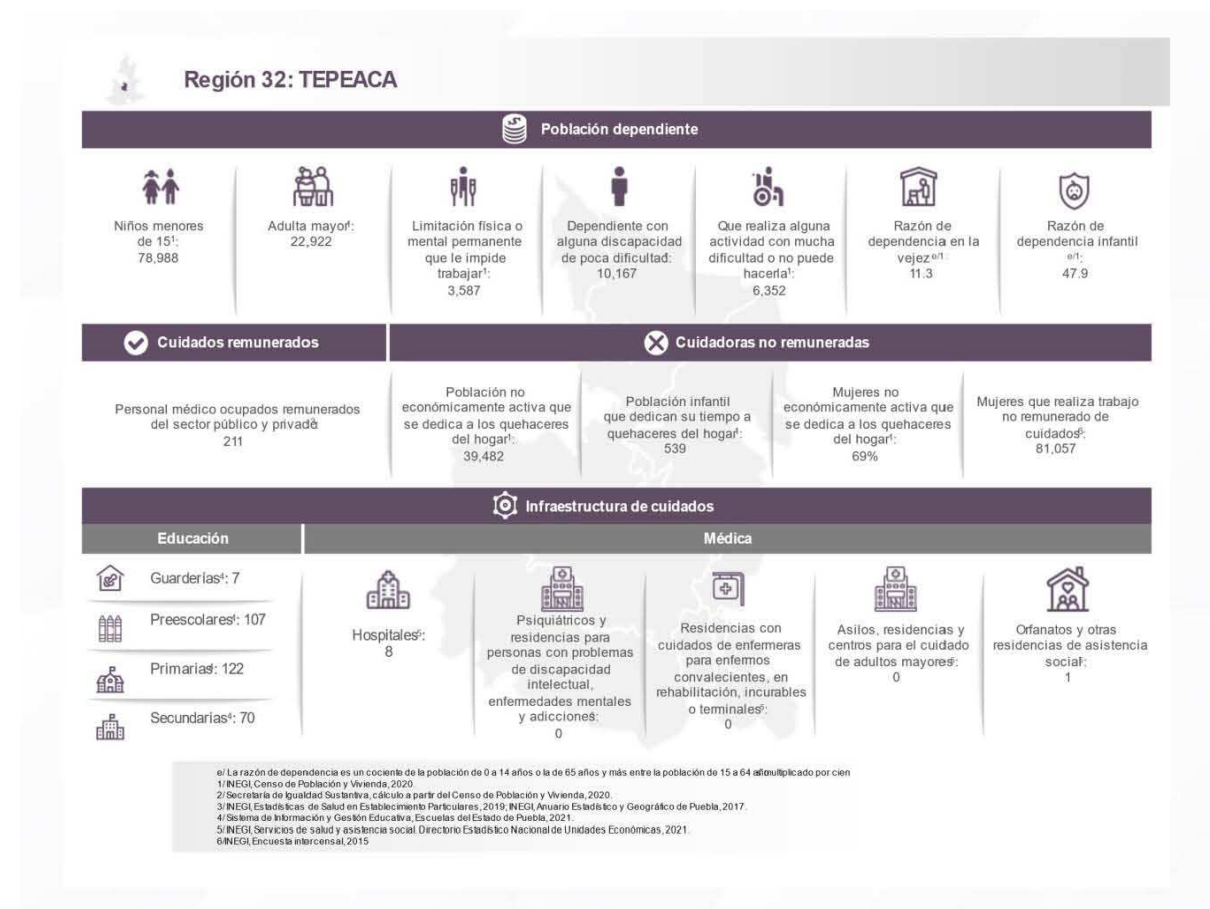 Región 32: TEPEACA
Población dependiente
Niños menores
de 15¹:
78,988
Adulta mayor¹:
22,922
Limitación física o
mental permanente
que le impide
trabajar¹:
3,587
Dependiente con
alguna discapacidad
de poca dificultad:
10,167
Que realiza alguna
actividad con mucha
dificultad o no puede
hacerla¹:
6,352
Razón de
dependencia en la
vejez e/1:
11.3
Razón de
dependencia infantil
e/1:
47.9
Cuidados remunerados
Cuidadoras no remuneradas
Personal médico ocupados remunerados
del sector público y privado³:
211
Población no
económicamente activa que
se dedica a los quehaceres
del hogar¹:
39,482
Población infantil
que dedican su tiempo a
quehaceres del hogar¹:
539
Mujeres no
económicamente activa que
se dedica a los quehaceres
del hogar¹:
69%
Mujeres que realiza trabajo
no remunerado de
cuidados⁶:
81,057
Infraestructura de cuidados
Educación
Médica
Guarderías⁴: 7
Preescolares⁴: 107
Primarias⁴: 122
Secundarias⁴: 70
Hospitales⁵:
8
Psiquiátricos y
residencias para
personas con problemas
de discapacidad
intelectual,
enfermedades mentales
y adicciones⁵:
0
Residencias con
cuidados de enfermeras
para enfermos
convalecientes, en
rehabilitación, incurables
o terminales⁵:
0
Asilos, residencias y
centros para el cuidado
de adultos mayores⁵:
0
Orfanatos y otras
residencias de asistencia
social⁵:
1
e/ La razón de dependencia es un cociente de la población de 0 a 14 años o la de 65 años y más entre la población de 15 a 64 años multiplicado por cien
1/ INEGI, Censo de Población y Vivienda, 2020.
2/ Secretaría de Igualdad Sustantiva, cálculo a partir del Censo de Población y Vivienda, 2020.
3/ INEGI, Estadísticas de Salud en Establecimiento Particulares, 2019; INEGI, Anuario Estadístico y Geográfico de Puebla, 2017.
4/ Sistema de Información y Gestión Educativa, Escuelas del Estado de Puebla, 2021.
5/ INEGI, Servicios de salud y asistencia social. Directorio Estadístico Nacional de Unidades Económicas, 2021.
6/INEGI, Encuesta intercensal, 2015